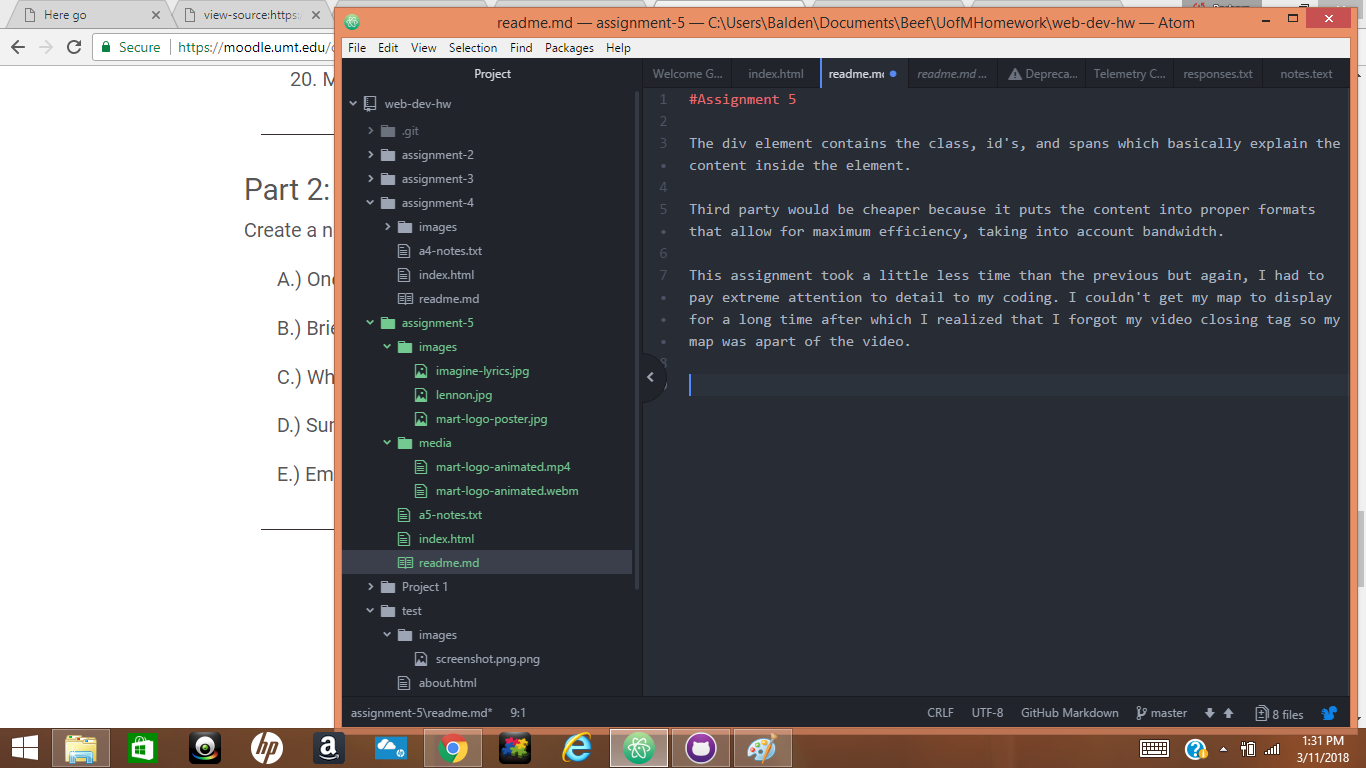 Here go
view-source:https:
readme.md — assignment-5 — C:\Users\Balden\Documents\Beef\UofMHomework\web-dev-hw — Atom
Secure
https://moodle.umt.edu/
File Edit View Selection Find Packages Help
20. M
Part 2:
Create a n
A.) One
B.) Brie
C.) Wh
D.) Sur
E.) Em
Project
web-dev-hw
.git
assignment-2
assignment-3
assignment-4
images
a4-notes.txt
index.html
readme.md
assignment-5
images
imagine-lyrics.jpg
lennon.jpg
mart-logo-poster.jpg
media
mart-logo-animated.mp4
mart-logo-animated.webm
a5-notes.txt
index.html
readme.md
Project 1
test
images
screenshot.png.png
about.html
Welcome G... index.html readme.mc readme.md ... Depreca... Telemetry C... responses.txt notes.text
1 #Assignment 5
2
3 The div element contains the class, id's, and spans which basically explain the
content inside the element.
4
5 Third party would be cheaper because it puts the content into proper formats
that allow for maximum efficiency, taking into account bandwidth.
6
7 This assignment took a little less time than the previous but again, I had to
pay extreme attention to detail to my coding. I couldn't get my map to display
for a long time after which I realized that I forgot my video closing tag so my
map was apart of the video.
8
assignment-5\readme.md* 9:1 CRLF UTF-8 GitHub Markdown master 8 files
1:31 PM
3/11/2018